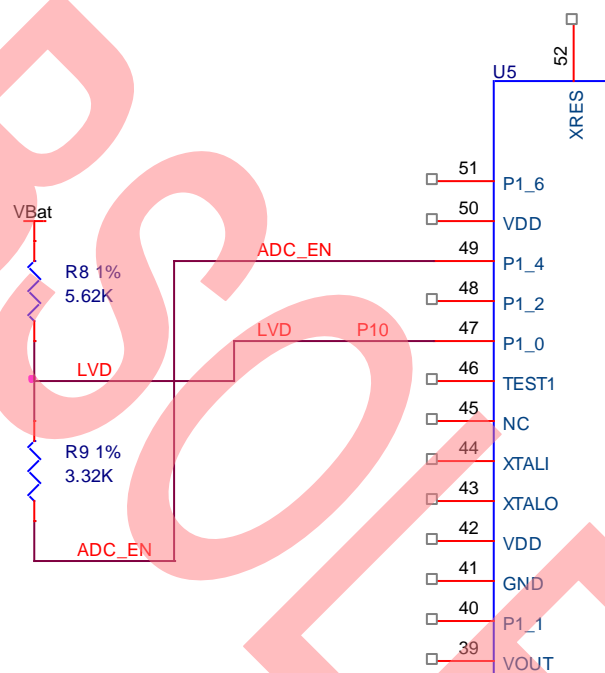 52
U5
XRES
51
P1_6
VBat
50
VDD
ADC_EN
49
P1_4
R8 1%
5.62K
48
P1_2
LVD
P10
47
P1_0
LVD
46
TEST1
45
NC
R9 1%
3.32K
44
XTALI
43
XTALO
ADC_EN
42
VDD
41
GND
40
P1_1
39
VOUT